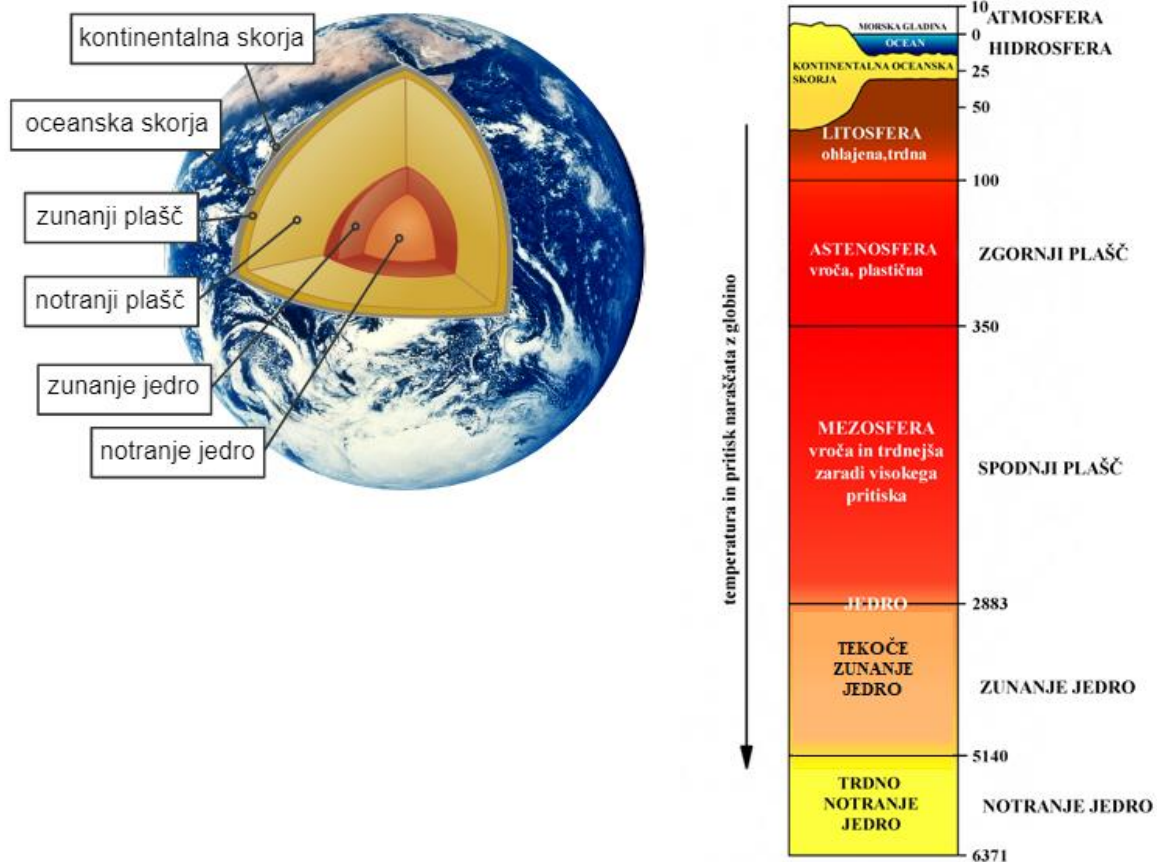 kontinentalna skorja
oceanska skorja
zunanji plašč
notranji plašč
zunanje jedro
notranje jedro
temperatura in pritisk naraščata z globino
10
ATMOSFERA
MORSKA GLADINA
0
HIDROSFERA
OCEAN
KONTINENTALNA OCEANSKA
SKORJA
25
50
LITOSFERA
ohlajena,trdna
100
ASTENOSFERA
vroča, plastična
ZGORNJI PLAŠČ
350
MEZOSFERA
vroča in trdnejša
zaradi visokega
pritiska
SPODNJI PLAŠČ
JEDRO
2883
TEKOČE
ZUNANJE
JEDRO
ZUNANJE JEDRO
5140
TRDNO
NOTRANJE
JEDRO
NOTRANJE JEDRO
6371